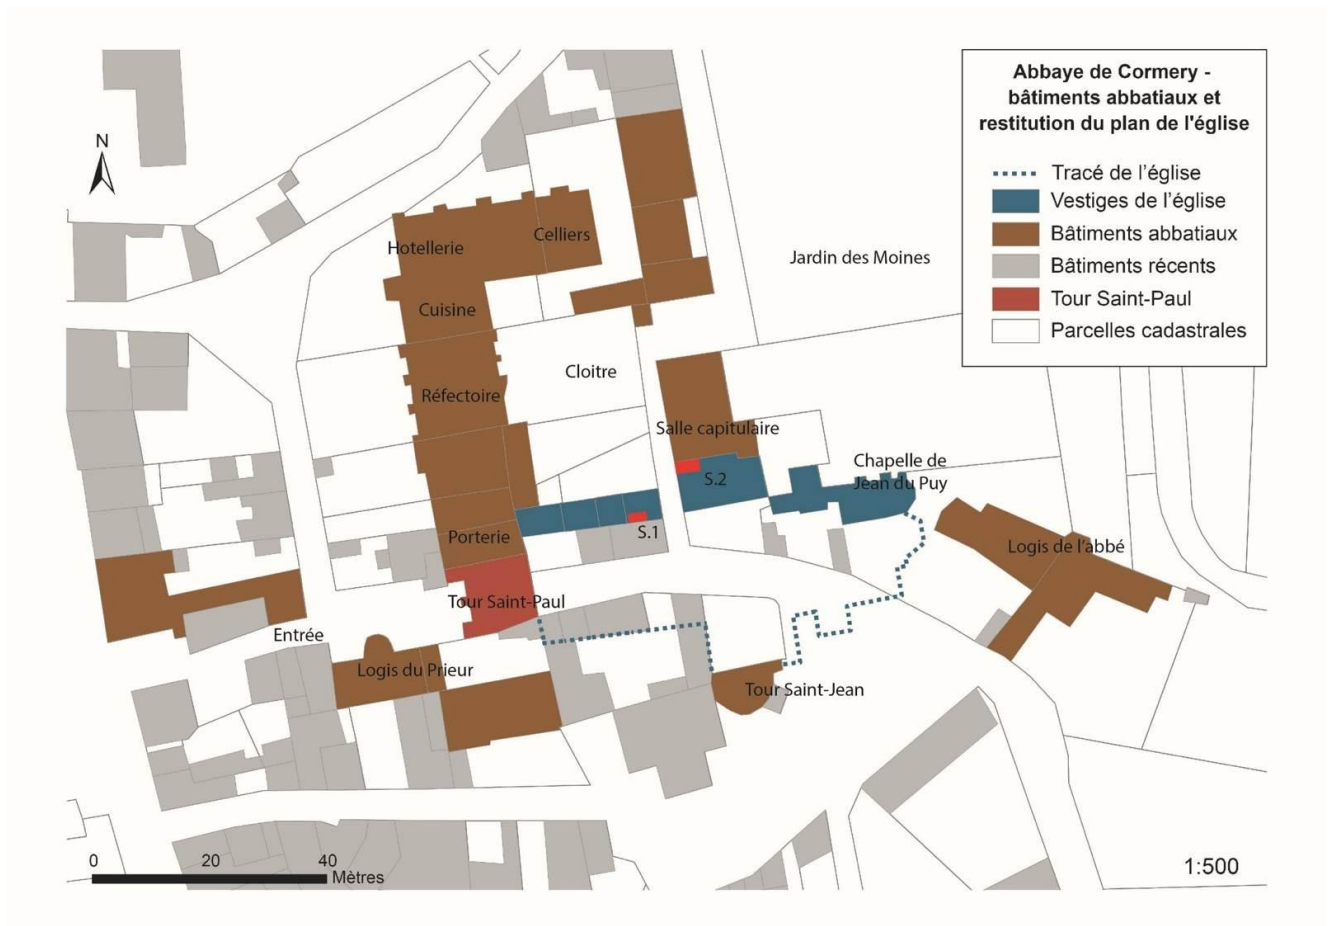 Abbaye de Cormery -
bâtiments abbatiaux et
restitution du plan de l'église
Tracé de l'église
Vestiges de l'église
Bâtiments abbatiaux
Bâtiments récents
Tour Saint-Paul
Parcelles cadastrales
N
Hotellerie
Celliers
Jardin des Moines
Cuisine
Cloitre
Réfectoire
Salle capitulaire
Chapelle de
Jean du Puy
S.2
S.1
Porterie
Logis de l'abbé
Tour Saint-Paul
Entrée
Logis du Prieur
Tour Saint-Jean
0 20 40
Mètres
1:500